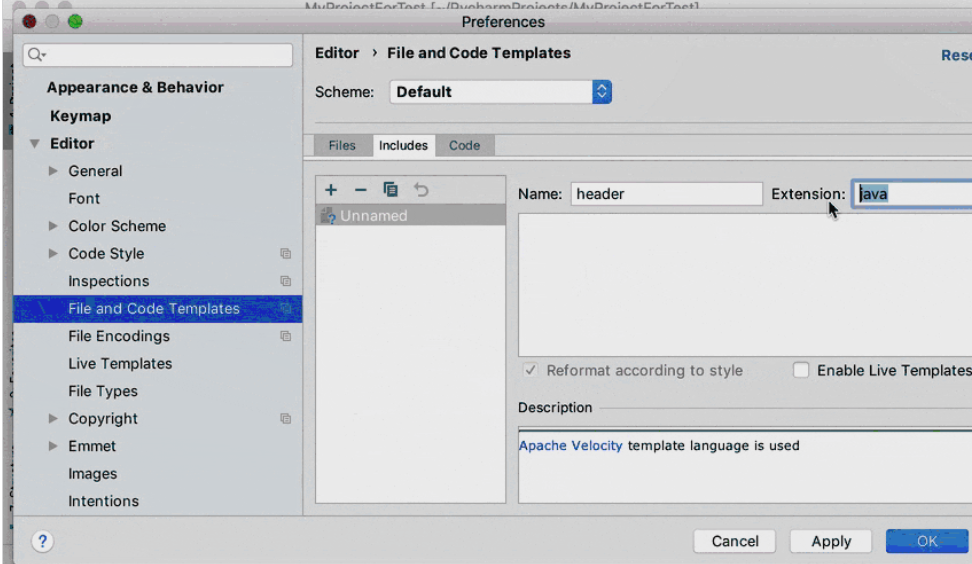 MyProjectForTest [~/PycharmProjects/MyProjectForTest]
Preferences
Appearance & Behavior
Keymap
Editor
General
Font
Color Scheme
Code Style
Inspections
File and Code Templates
File Encodings
Live Templates
File Types
Copyright
Emmet
Images
Intentions
Editor › File and Code Templates
Scheme: Default
Files Includes Code
Unnamed
Name: header Extension: java
Reformat according to style Enable Live Templates
Description
Apache Velocity template language is used
? Cancel Apply OK